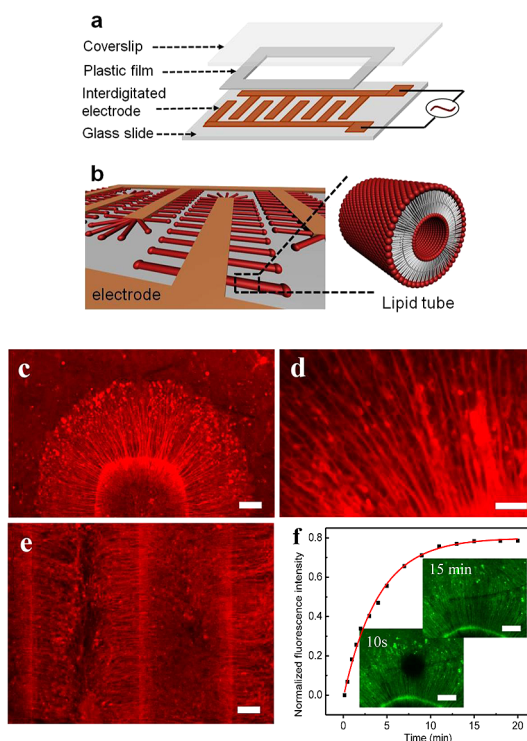 a
Coverslip
Plastic film
Interdigitated
electrode
Glass slide
b
electrode
Lipid tube
c
d
e
f
Normalized fluorescence intensity
0.8
0.6
0.4
0.2
0.0
15 min
10s
0 5 10 15 20
Time (min)